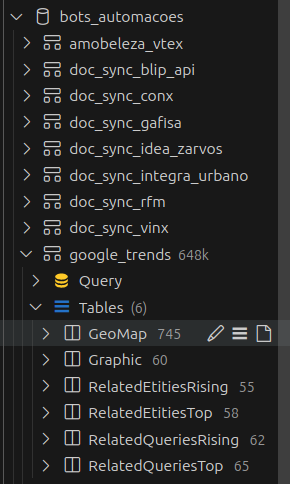 bots_automacoes
amobeleza_vtex
doc_sync_blip_api
doc_sync_conx
doc_sync_gafisa
doc_sync_idea_zarvos
doc_sync_integra_urbano
doc_sync_rfm
doc_sync_vinx
google_trends 648k
Query
Tables (6)
GeoMap 745
Graphic 60
RelatedEtitiesRising 55
RelatedEtitiesTop 58
RelatedQueriesRising 62
RelatedQueriesTop 65